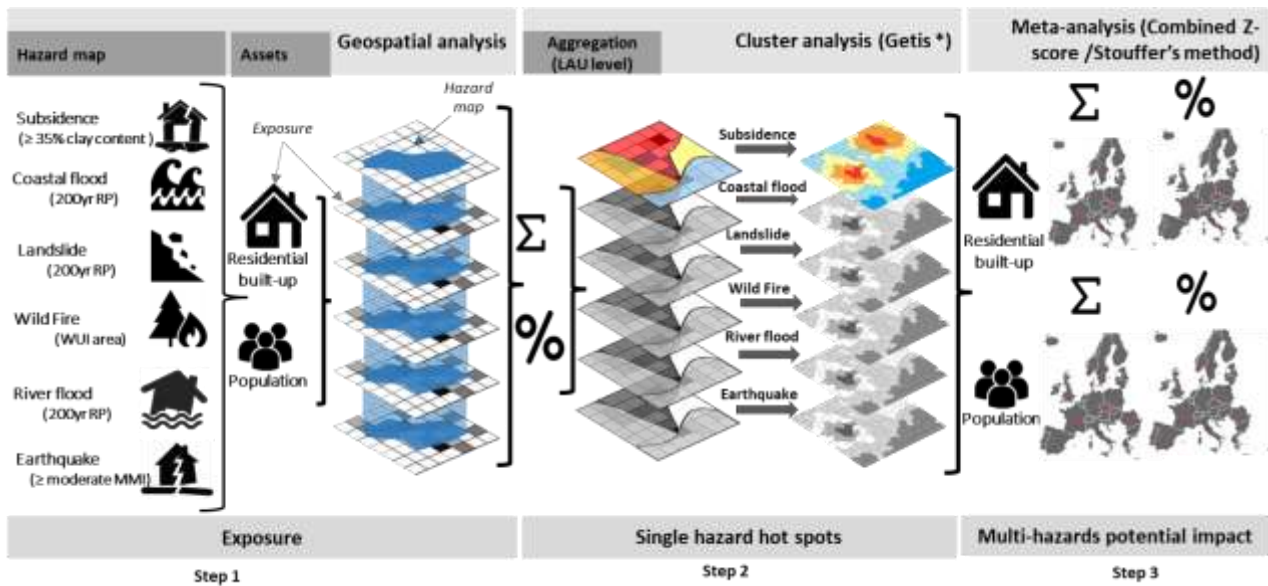 Hazard map
Assets
Geospatial analysis
Aggregation
(LAU level)
Cluster analysis (Getis *)
Meta-analysis (Combined Z-
score /Stouffer's method)
Subsidence
(≥ 35% clay content )
Coastal flood
(200yr RP)
Landslide
(200yr RP)
Wild Fire
(WUI area)
River flood
(200yr RP)
Earthquake
(≥ moderate MMI)
Residential
built-up
Population
Exposure
Hazard
map
Σ
%
Subsidence
Coastal flood
Landslide
Wild Fire
River flood
Earthquake
Σ %
Residential
built-up
Σ %
Population
Exposure
Single hazard hot spots
Multi-hazards potential impact
Step 1
Step 2
Step 3